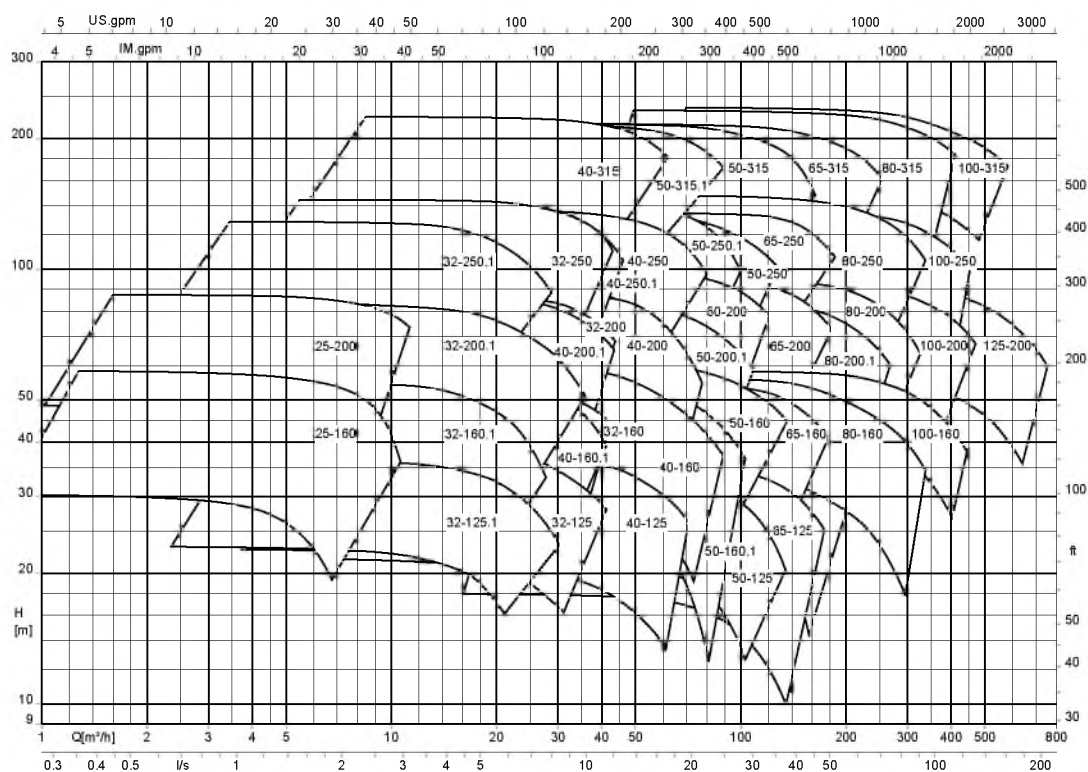 US.gpm 10 20 30 40 50 100 200 300 400 500 1000 2000 3000
4 5 IM.gpm 10 20 30 40 50 100 200 300 400 500 1000 2000
300
200
40-315 50-315.1 50-315 65-315 80-315 100-315 500
400
32-250.1 32-250 40-250 50-250.1 65-250 80-250 100-250
100 40-250.1 50-250 300
32-200 50-200 80-200
25-200 32-200.1 40-200.1 40-200 50-200.1 65-200 80-200.1 100-200 125-200 200
50
25-160 32-160.1 32-160 50-160 65-160 80-160 100-160
40
40-160.1 40-160
30 100
32-125.1 32-125 40-125 65-125
50-160.1 ft
20 50-125
H
[m] 50
40
10
9 30
1 Q[m³/h] 2 3 4 5 10 20 30 40 50 100 200 300 400 500 800
0.3 0.4 0.5 l/s 1 2 3 4 5 10 20 30 40 50 100 200